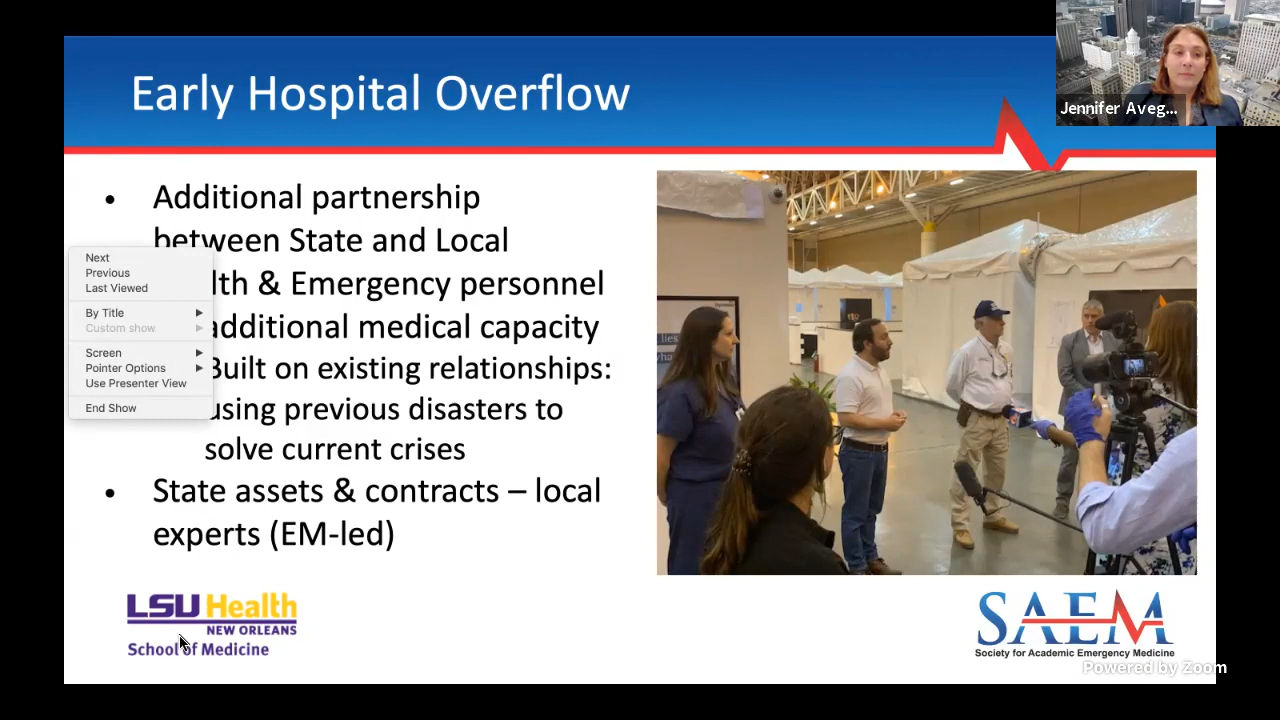 Early Hospital Overflow
Jennifer Aveg...
• Additional partnership
between State and Local
lth & Emergency personnel
additional medical capacity
Built on existing relationships:
using previous disasters to
solve current crises
• State assets & contracts – local
experts (EM-led)
Next
Previous
Last Viewed
By Title
Custom show
Screen
Pointer Options
Use Presenter View
End Show
LSU Health
NEW ORLEANS
School of Medicine
SAEM
Society for Academic Emergency Medicine
Powered by Zoom